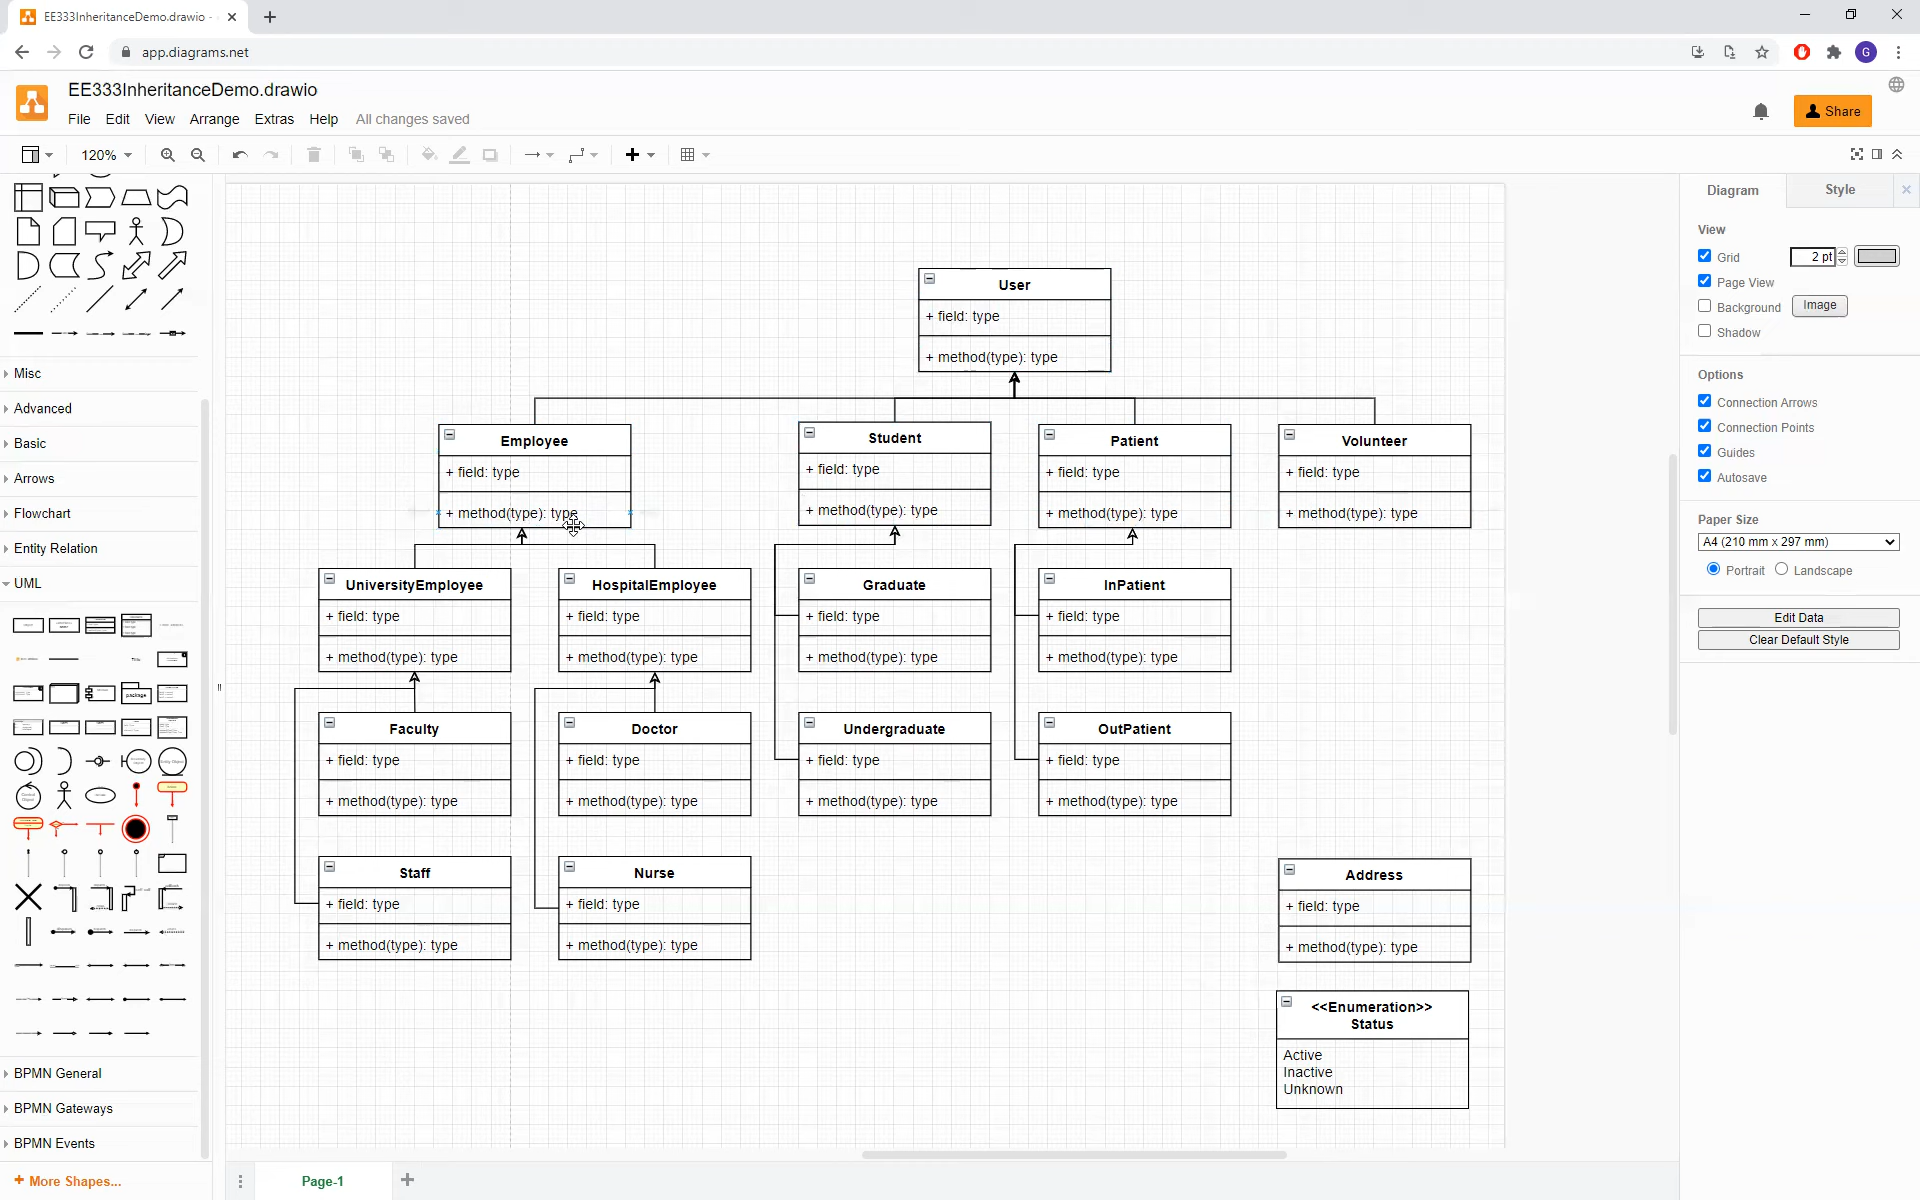 EE333InheritanceDemo.drawio -
app.diagrams.net
G
EE333InheritanceDemo.drawio
File Edit View Arrange Extras Help All changes saved
Share
120%
Diagram Style
View
Grid 2 pt
Page View
Background Image
Shadow
Options
Connection Arrows
Connection Points
Guides
Autosave
Paper Size
A4 (210 mm x 297 mm)
Portrait Landscape
Edit Data
Clear Default Style
Misc
Advanced
Basic
Arrows
Flowchart
Entity Relation
UML
package
BPMN General
BPMN Gateways
BPMN Events
+ More Shapes...
User
+ field: type
+ method(type): type
Employee
+ field: type
+ method(type): type
Student
+ field: type
+ method(type): type
Patient
+ field: type
+ method(type): type
Volunteer
+ field: type
+ method(type): type
UniversityEmployee
+ field: type
+ method(type): type
HospitalEmployee
+ field: type
+ method(type): type
Graduate
+ field: type
+ method(type): type
InPatient
+ field: type
+ method(type): type
Faculty
+ field: type
+ method(type): type
Doctor
+ field: type
+ method(type): type
Undergraduate
+ field: type
+ method(type): type
OutPatient
+ field: type
+ method(type): type
Staff
+ field: type
+ method(type): type
Nurse
+ field: type
+ method(type): type
Address
+ field: type
+ method(type): type
<<Enumeration>>
Status
Active
Inactive
Unknown
Page-1